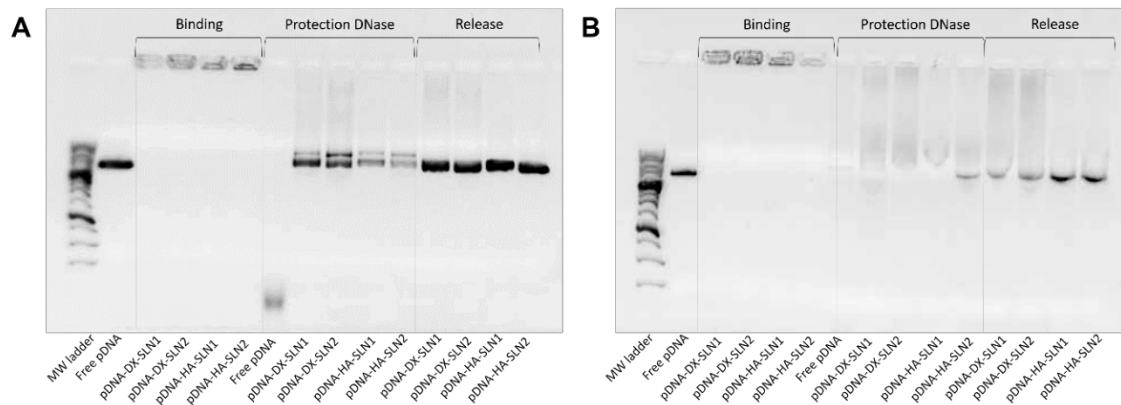 A
Binding
Protection DNase
Release
MW ladder
Free pDNA
pDNA-DX-SLN1
pDNA-DX-SLN2
pDNA-HA-SLN1
pDNA-HA-SLN2
Free pDNA
pDNA-DX-SLN1
pDNA-DX-SLN2
pDNA-HA-SLN1
pDNA-HA-SLN2
pDNA-DX-SLN1
pDNA-DX-SLN2
pDNA-HA-SLN1
pDNA-HA-SLN2
B
Binding
Protection DNase
Release
MW ladder
Free pDNA
pDNA-DX-SLN1
pDNA-DX-SLN2
pDNA-HA-SLN1
pDNA-HA-SLN2
Free pDNA
pDNA-DX-SLN1
pDNA-DX-SLN2
pDNA-HA-SLN1
pDNA-HA-SLN2
pDNA-DX-SLN1
pDNA-DX-SLN2
pDNA-HA-SLN1
pDNA-HA-SLN2